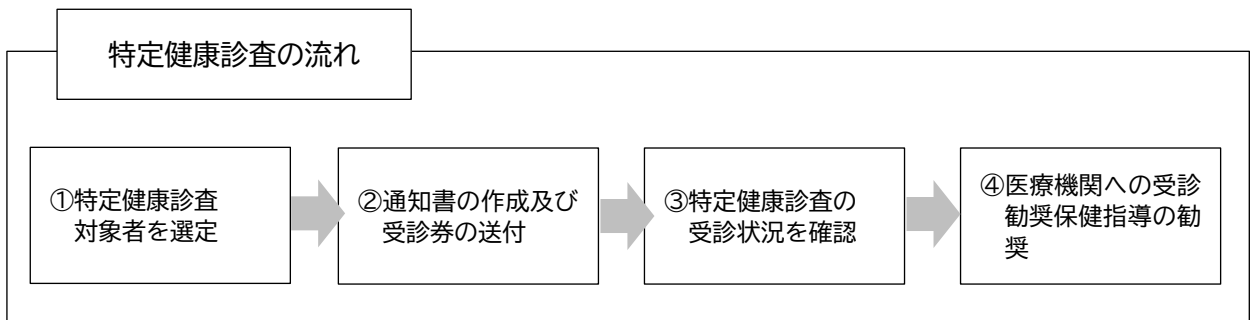 特定健康診査の流れ
①特定健康診査
対象者を選定
②通知書の作成及び
受診券の送付
③特定健康診査の
受診状況を確認
④医療機関への受診
勧奨保健指導の勧
奨